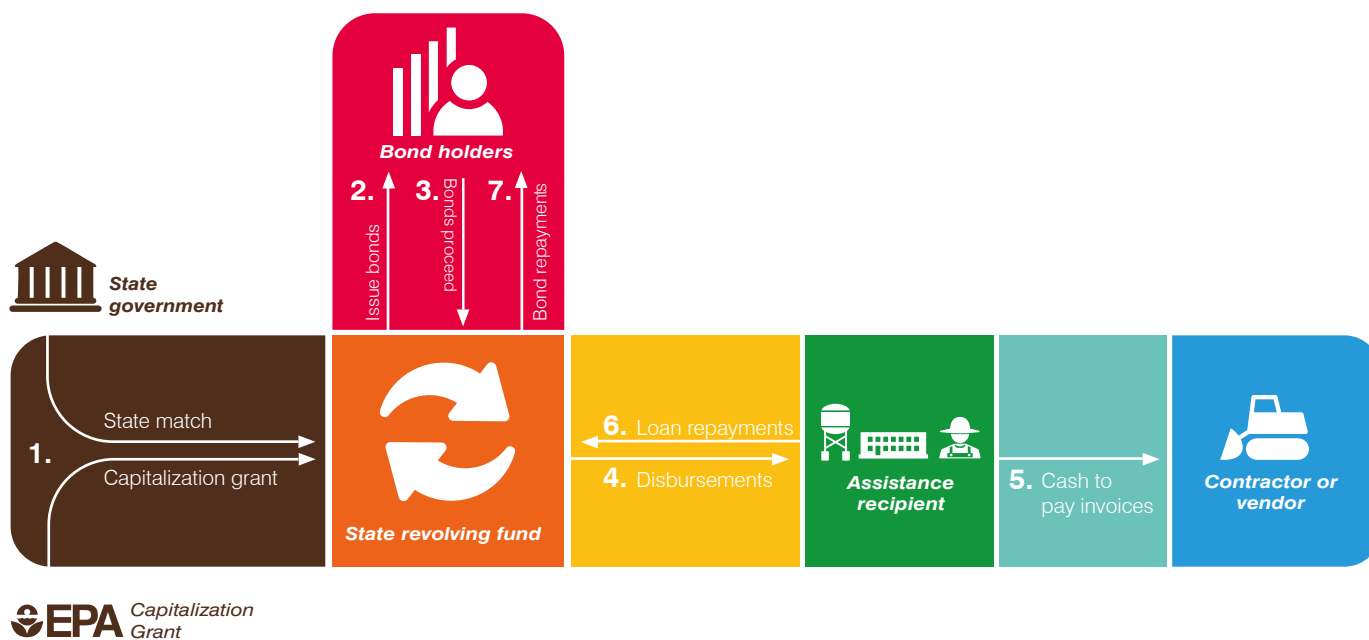 Bond holders
2.
Issue bonds
3.
Bonds proceed
7.
Bond repayments
State
government
1.
State match
Capitalization grant
State revolving fund
6. Loan repayments
4. Disbursements
Assistance
recipient
5. Cash to
pay invoices
Contractor or
vendor
EPA Capitalization
Grant